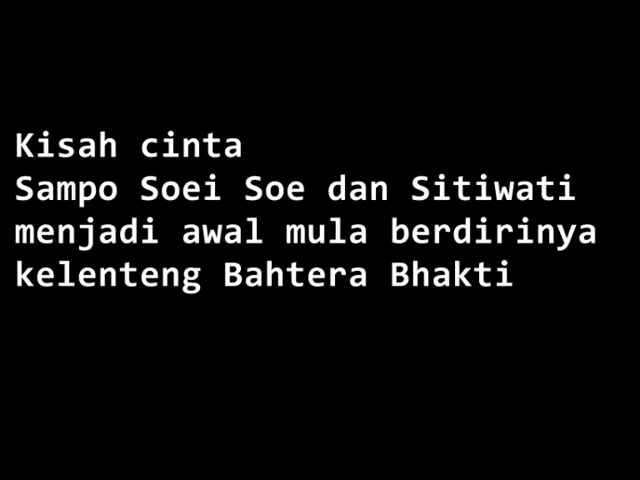 Kisah cinta
Sampo Soei Soe dan Sitiwati
menjadi awal mula berdirinya
kelenteng Bahtera Bhakti